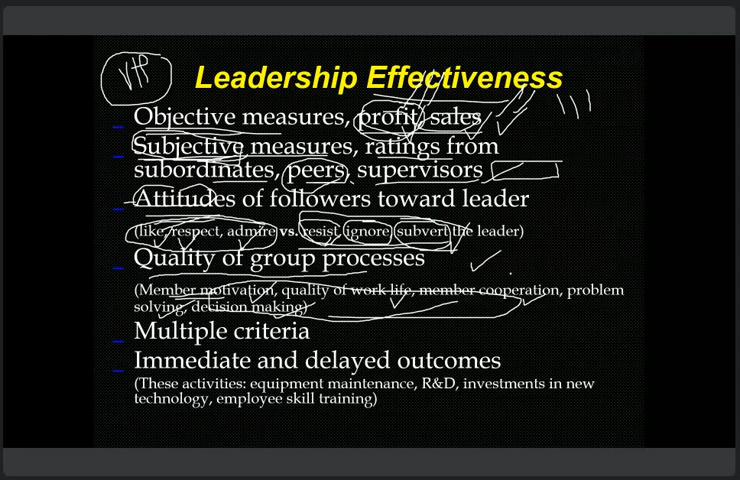 Leadership Effectiveness
Objective measures, profit, sales
Subjective measures, ratings from
subordinates, peers, supervisors
Attitudes of followers toward leader
(like, respect, admire vs. resist, ignore, subvert the leader)
Quality of group processes
(Member motivation, quality of work life, member cooperation, problem
solving, decision making)
Multiple criteria
Immediate and delayed outcomes
(These activities: equipment maintenance, R&D, investments in new
technology, employee skill training)